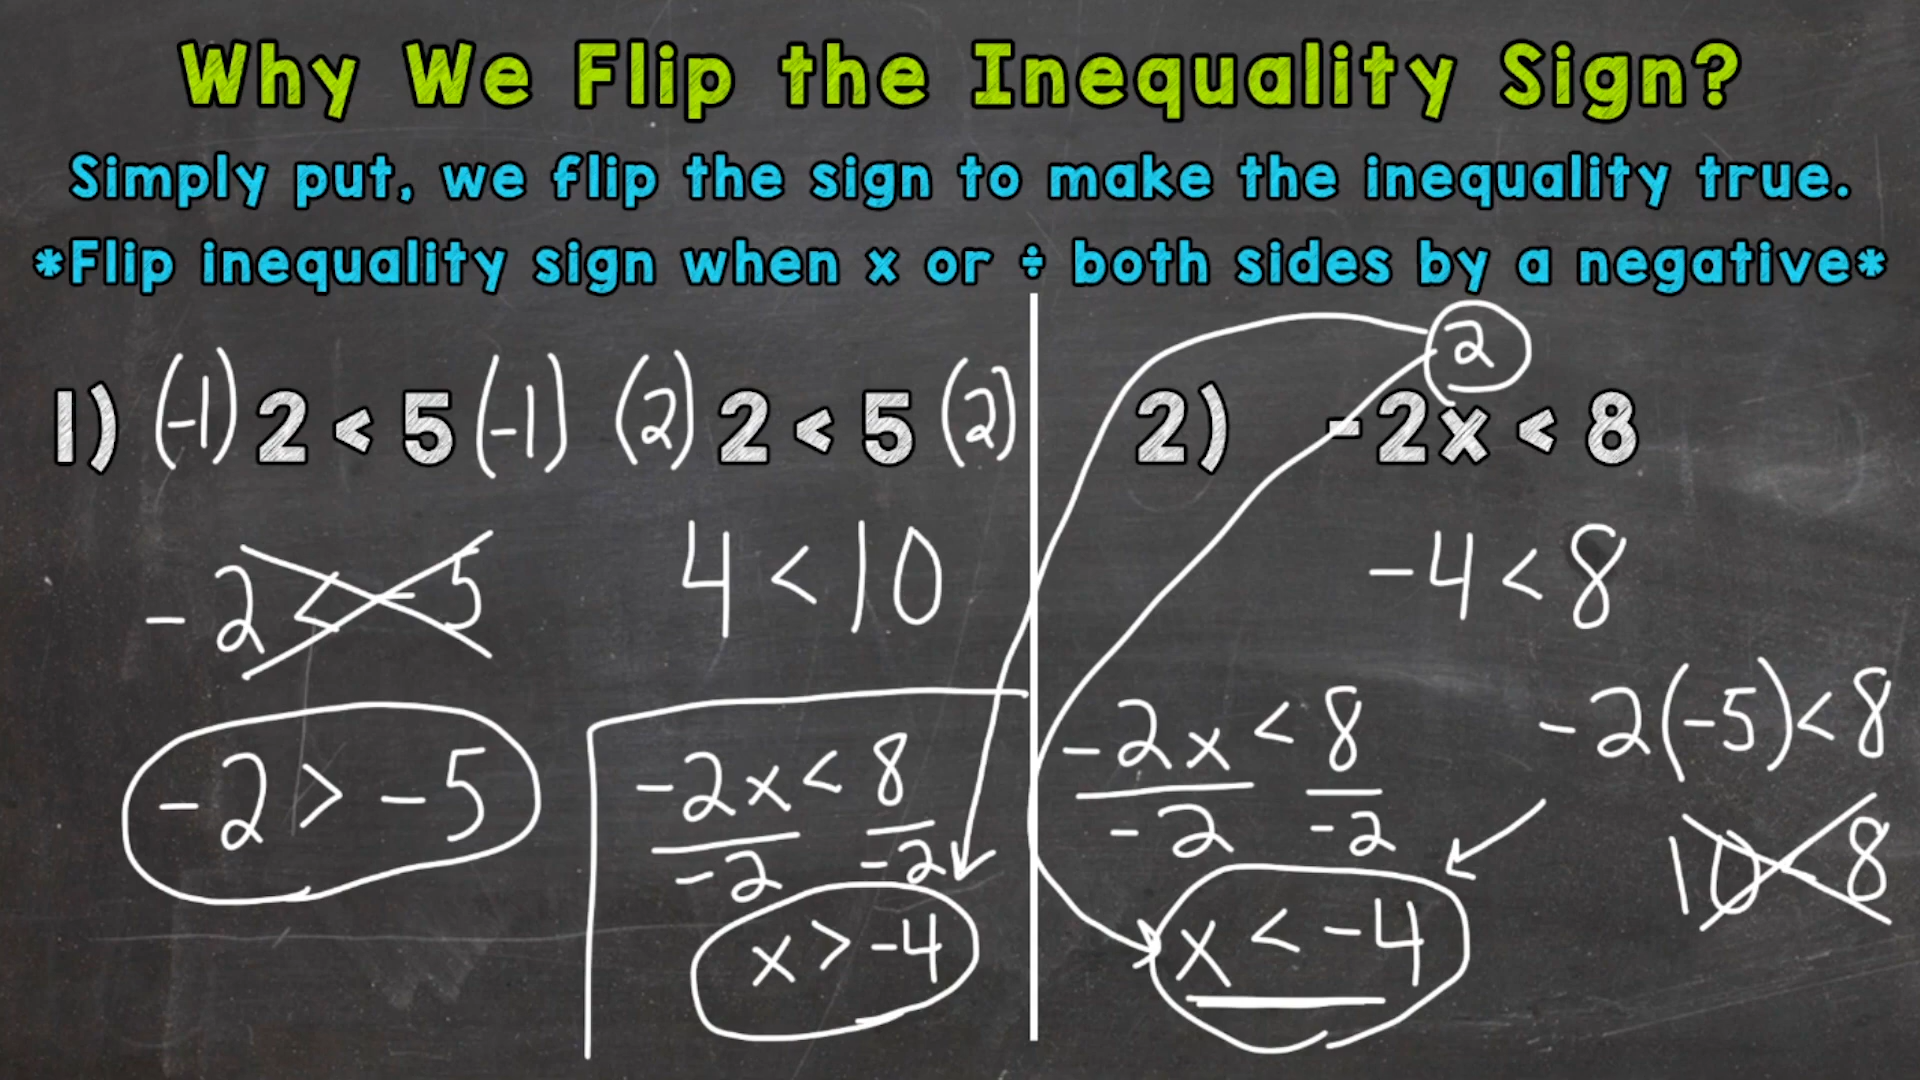 Why We Flip the Inequality Sign?
Simply put, we flip the sign to make the inequality true.
*Flip inequality sign when x or ÷ both sides by a negative*
1) (-1) 2 < 5 (-1) (2) 2 < 5 (2)
-2 < -5
4 < 10
-2 > -5
-2x < 8
-2 -2
x > -4
2
2) -2x < 8
-4 < 8
-2x < 8
-2 -2
x < -4
-2(-5) < 8
10 < 8